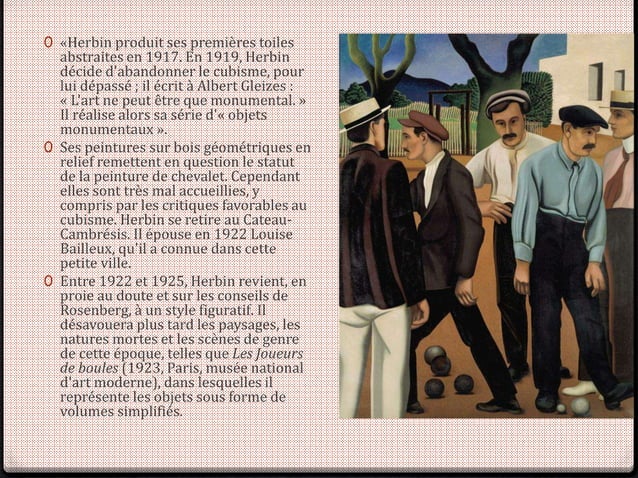 «Herbin produit ses premières toiles
abstraites en 1917. En 1919, Herbin
décide d'abandonner le cubisme, pour
lui dépassé ; il écrit à Albert Gleizes :
« L'art ne peut être que monumental. »
Il réalise alors sa série d'« objets
monumentaux ».
Ses peintures sur bois géométriques en
relief remettent en question le statut
de la peinture de chevalet. Cependant
elles sont très mal accueillies, y
compris par les critiques favorables au
cubisme. Herbin se retire au Cateau-
Cambrésis. Il épouse en 1922 Louise
Bailleux, qu'il a connue dans cette
petite ville.
Entre 1922 et 1925, Herbin revient, en
proie au doute et sur les conseils de
Rosenberg, à un style figuratif. Il
désavouera plus tard les paysages, les
natures mortes et les scènes de genre
de cette époque, telles que Les Joueurs
de boules (1923, Paris, musée national
d'art moderne), dans lesquelles il
représente les objets sous forme de
volumes simplifiés.